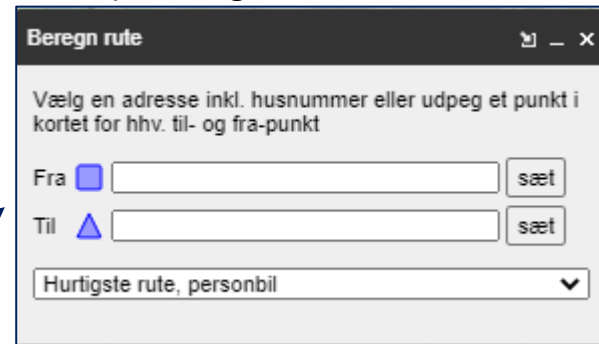 Beregn rute
Vælg en adresse inkl. husnummer eller udpeg et punkt i
kortet for hhv. til- og fra-punkt
Fra sæt
Til sæt
Hurtigste rute, personbil